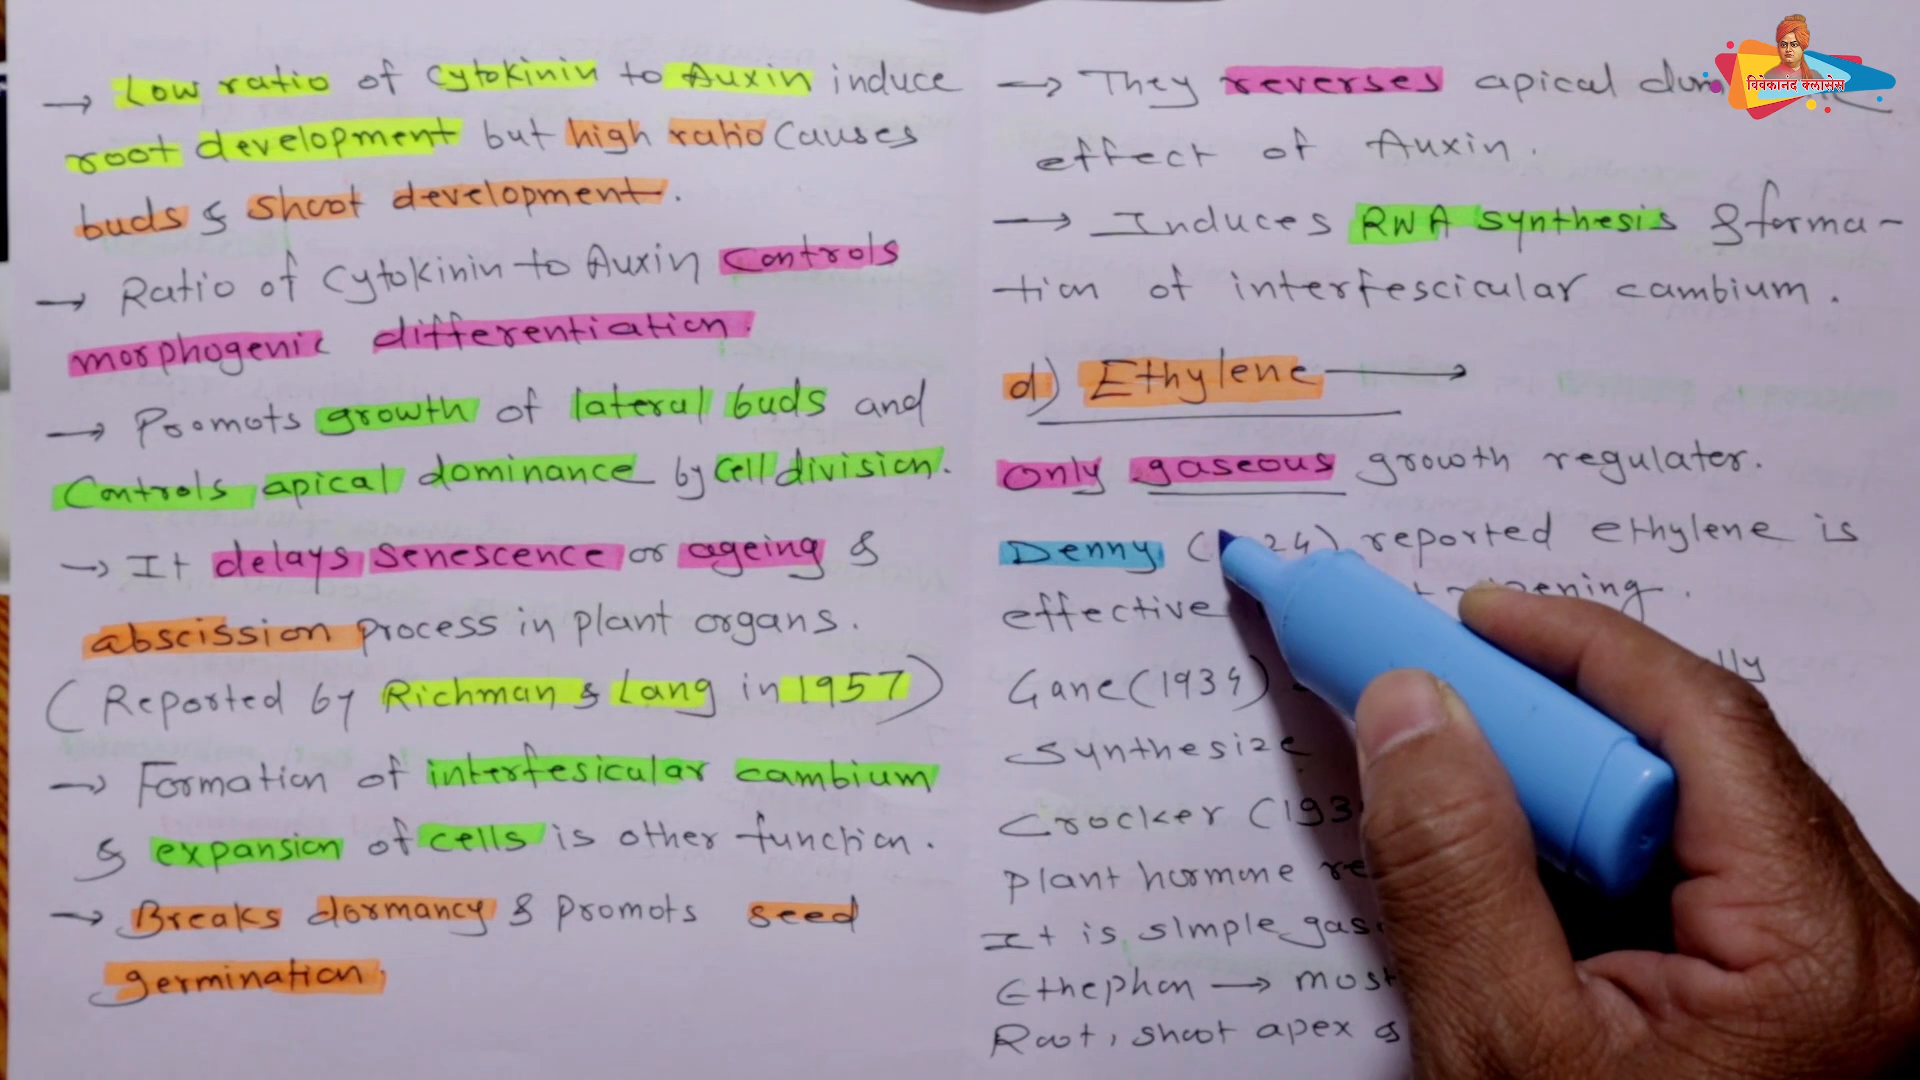 → Low ratio of cytokinin to Auxin induce
root development but high ratio causes
buds & shoot development.
→ Ratio of cytokinin to Auxin controls
morphogenic differentiation.
→ Promots growth of lateral buds and
Controls apical dominance by cell division.
→ It delays senescence or ageing &
abscission process in plant organs.
(Reported by Richman & Lang in 1957)
→ Formation of interfesicular cambium
& expansion of cells is other function.
→ Breaks dormancy & promots seed
germination.
→ They reverses apical
effect of Auxin.
→ Induces RNA synthesis & forma-
tion of interfescicular cambium.
d) Ethylene →
Only gaseous growth regulater.
Denny ( 24) reported ethylene is
effective
Gane (1934)
Synthesize
Crocker (193
plant hormone
It is simple
Ethephon → most
Root, shoot apex &
विवेकानंद क्लासेस